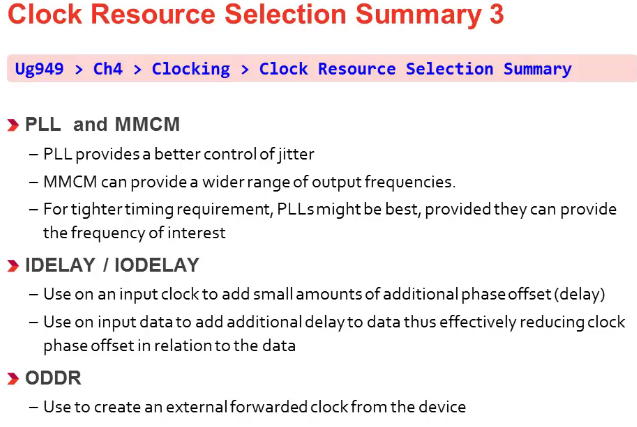 Clock Resource Selection Summary 3
Ug949 > Ch4 > Clocking > Clock Resource Selection Summary
PLL and MMCM
– PLL provides a better control of jitter
– MMCM can provide a wider range of output frequencies.
– For tighter timing requirement, PLLs might be best, provided they can provide
the frequency of interest
IDELAY / IODELAY
– Use on an input clock to add small amounts of additional phase offset (delay)
– Use on input data to add additional delay to data thus effectively reducing clock
phase offset in relation to the data
ODDR
– Use to create an external forwarded clock from the device